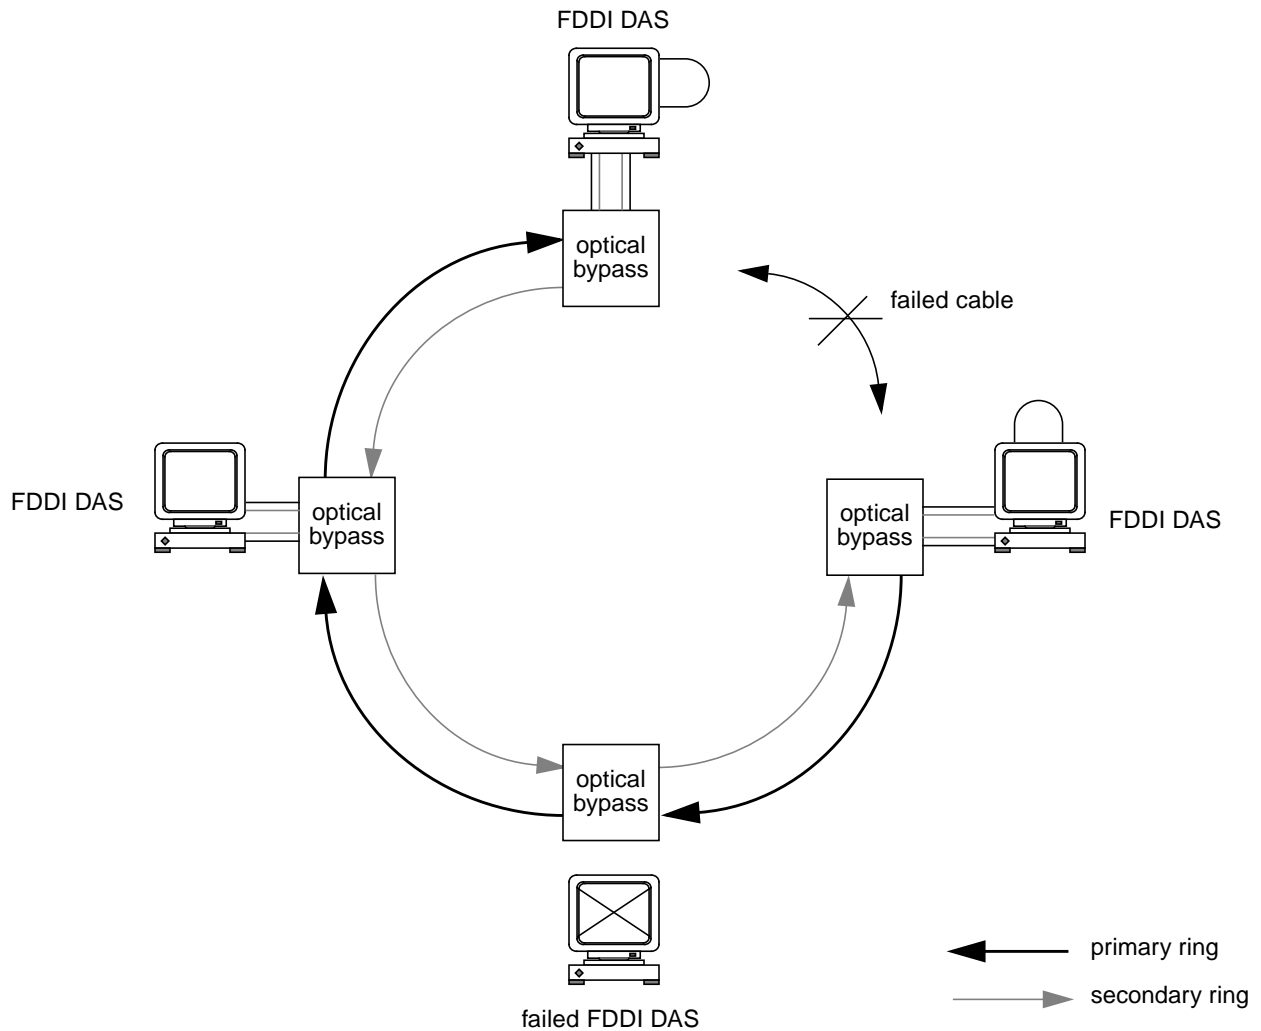 FDDI DAS
optical
bypass
failed cable
FDDI DAS
optical
bypass
optical
bypass
FDDI DAS
optical
bypass
primary ring
secondary ring
failed FDDI DAS